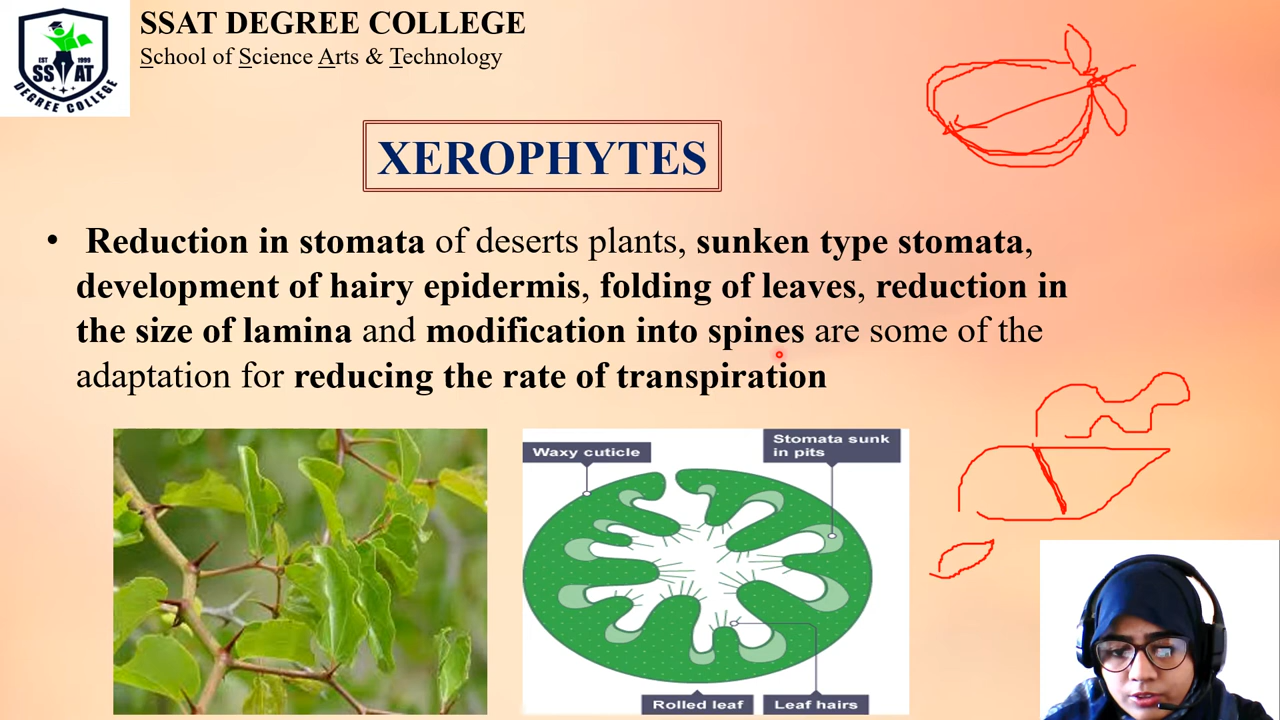 SSAT DEGREE COLLEGE
School of Science Arts & Technology
EST 1999
SSAT
DEGREE COLLEGE
XEROPHYTES
• Reduction in stomata of deserts plants, sunken type stomata,
development of hairy epidermis, folding of leaves, reduction in
the size of lamina and modification into spines are some of the
adaptation for reducing the rate of transpiration
Waxy cuticle
Stomata sunk
in pits
Rolled leaf
Leaf hairs